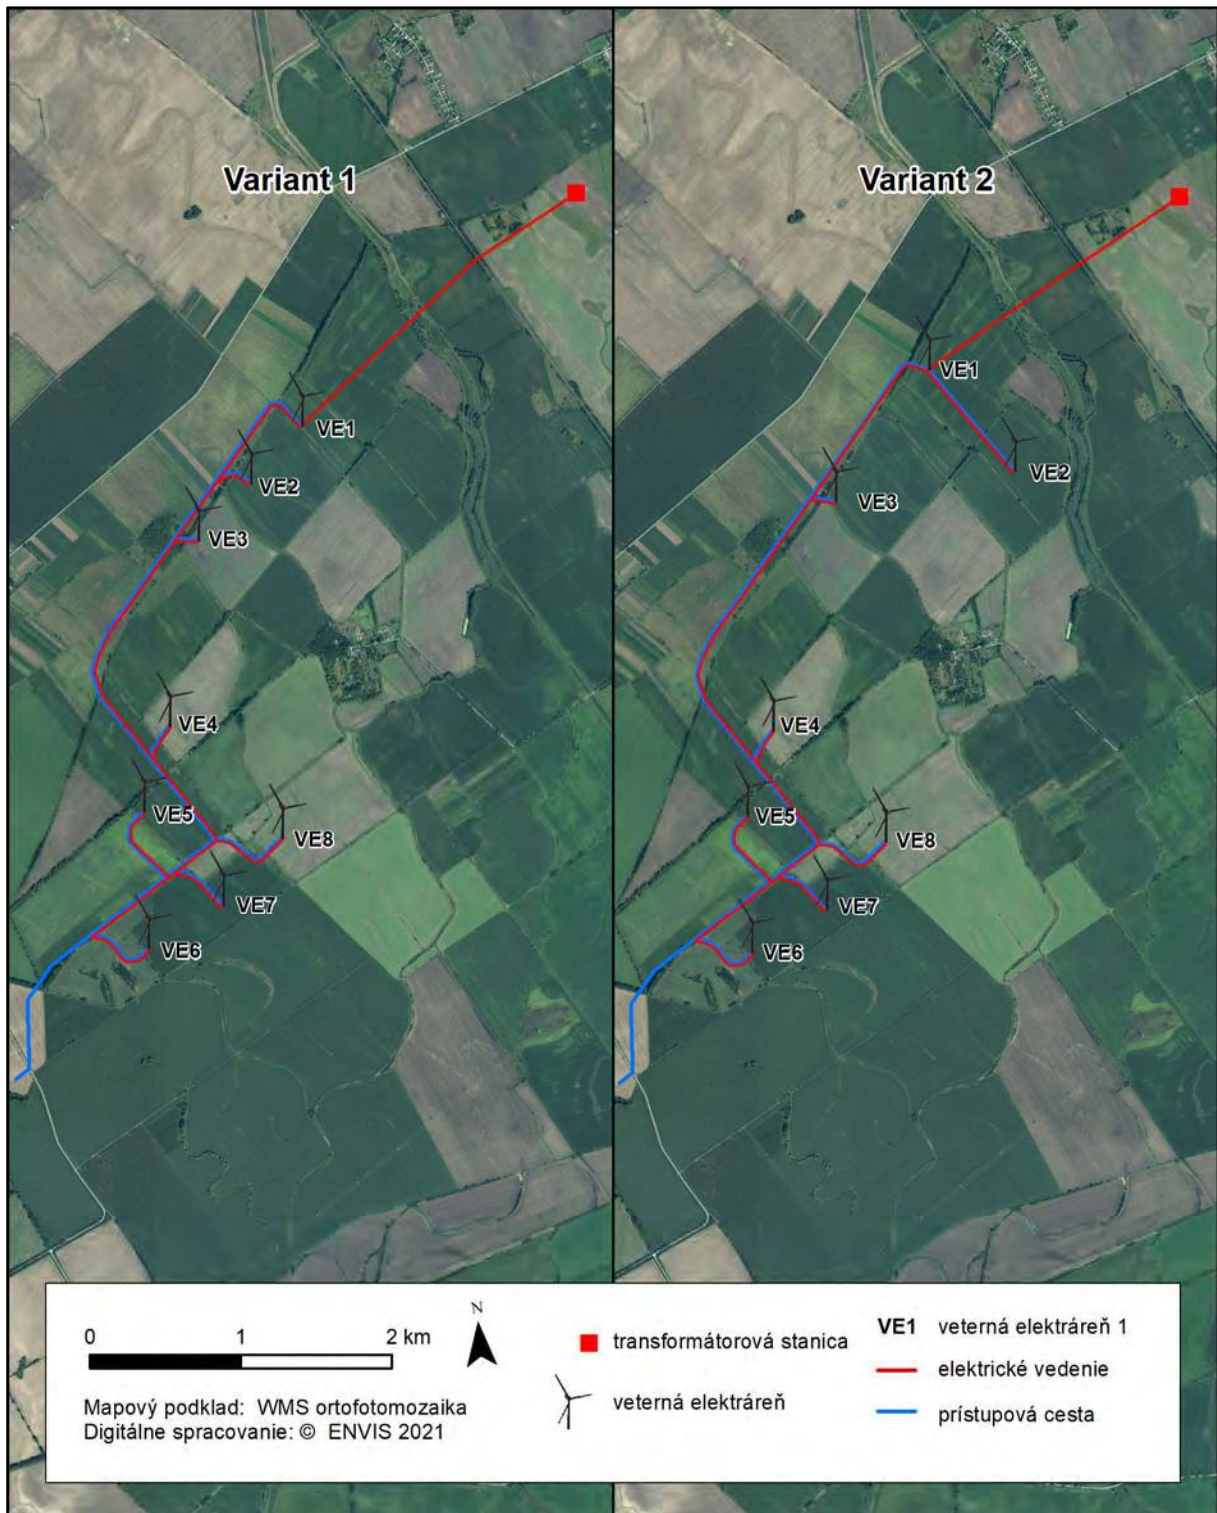 Variant 1
VE1
VE2
VE3
VE4
VE5
VE8
VE7
VE6
Variant 2
VE1
VE2
VE3
VE4
VE5
VE8
VE7
VE6
0 1 2 km
N
Mapový podklad: WMS ortofotomozaika
Digitálne spracovanie: © ENVIS 2021
transformátorová stanica
veterná elektráreň
VE1 veterná elektráreň 1
elektrické vedenie
prístupová cesta